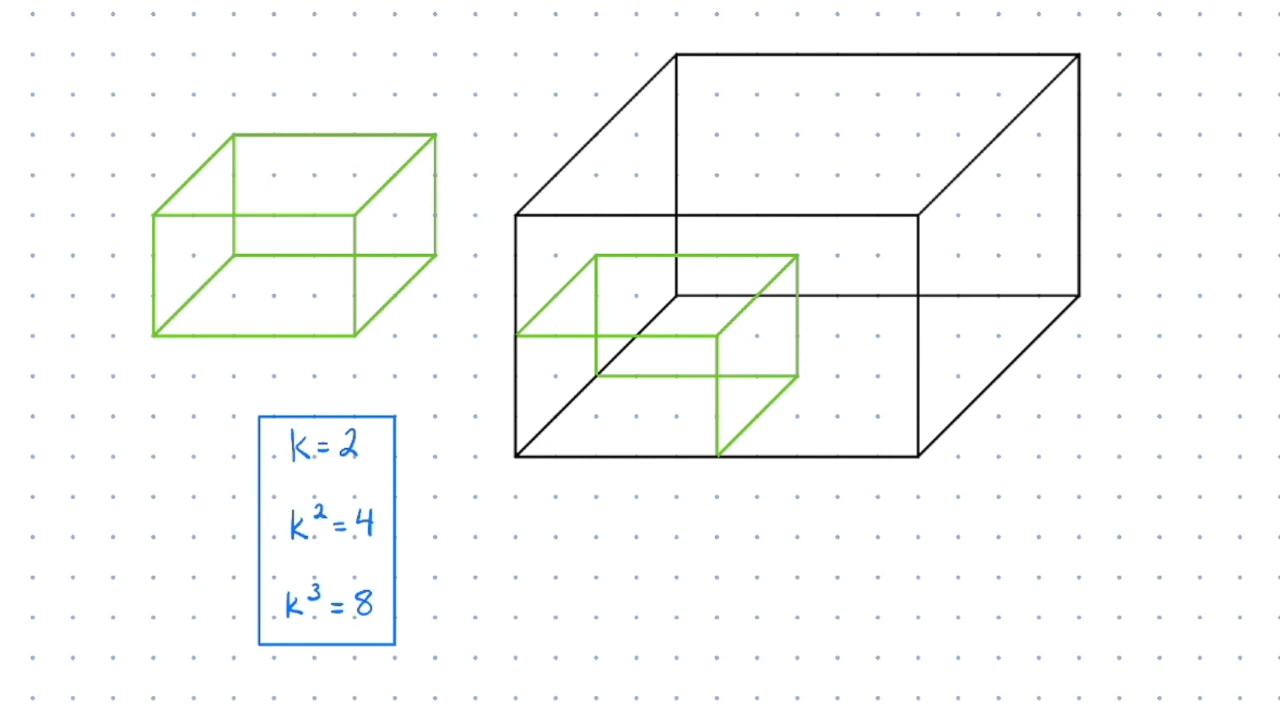 k = 2
k² = 4
k³ = 8